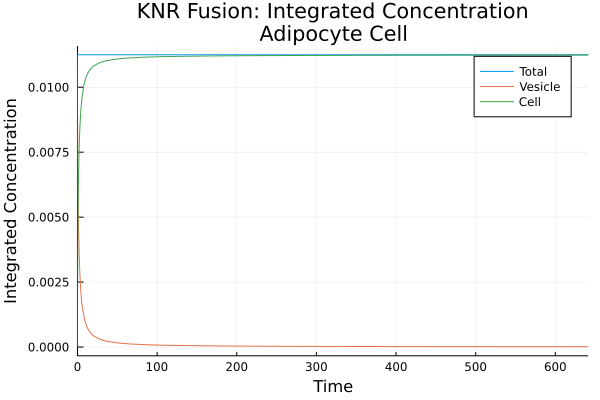 KNR Fusion: Integrated Concentration
Adipocyte Cell
Integrated Concentration
0.0100
0.0075
0.0050
0.0025
0.0000
Total
Vesicle
Cell
0 100 200 300 400 500 600
Time